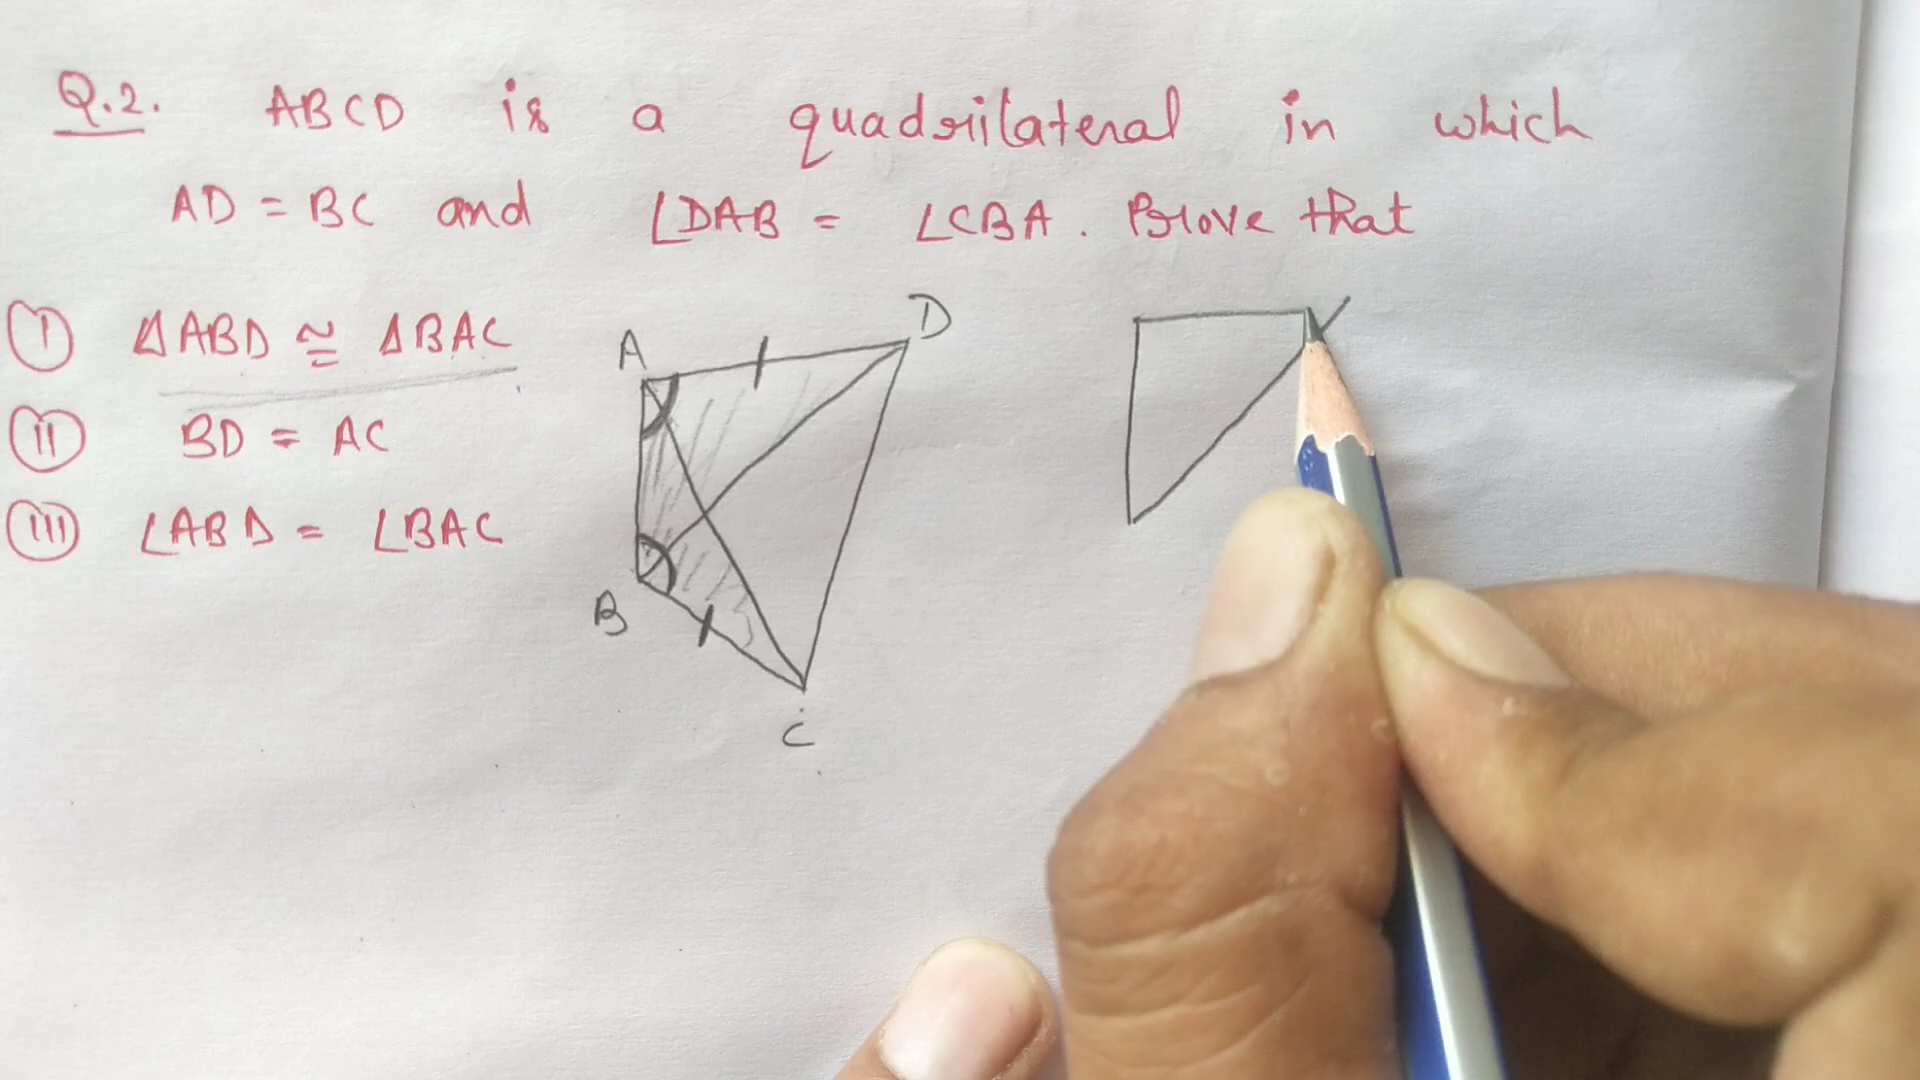 Q.2. ABCD is a quadrilateral in which
AD = BC and ∠DAB = ∠CBA. Prove that
(I) ΔABD ≅ ΔBAC
(II) BD = AC
(III) ∠ABD = ∠BAC
A
D
B
C